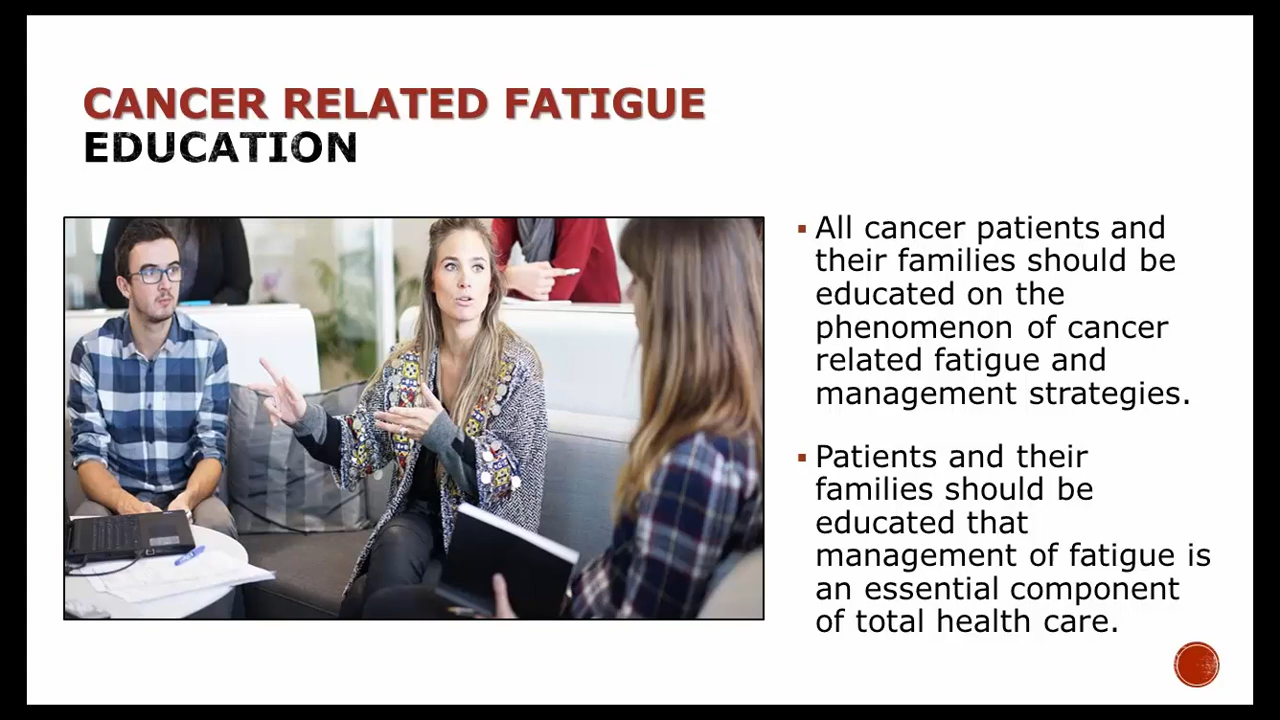 CANCER RELATED FATIGUE
EDUCATION
▪ All cancer patients and
their families should be
educated on the
phenomenon of cancer
related fatigue and
management strategies.
▪ Patients and their
families should be
educated that
management of fatigue is
an essential component
of total health care.